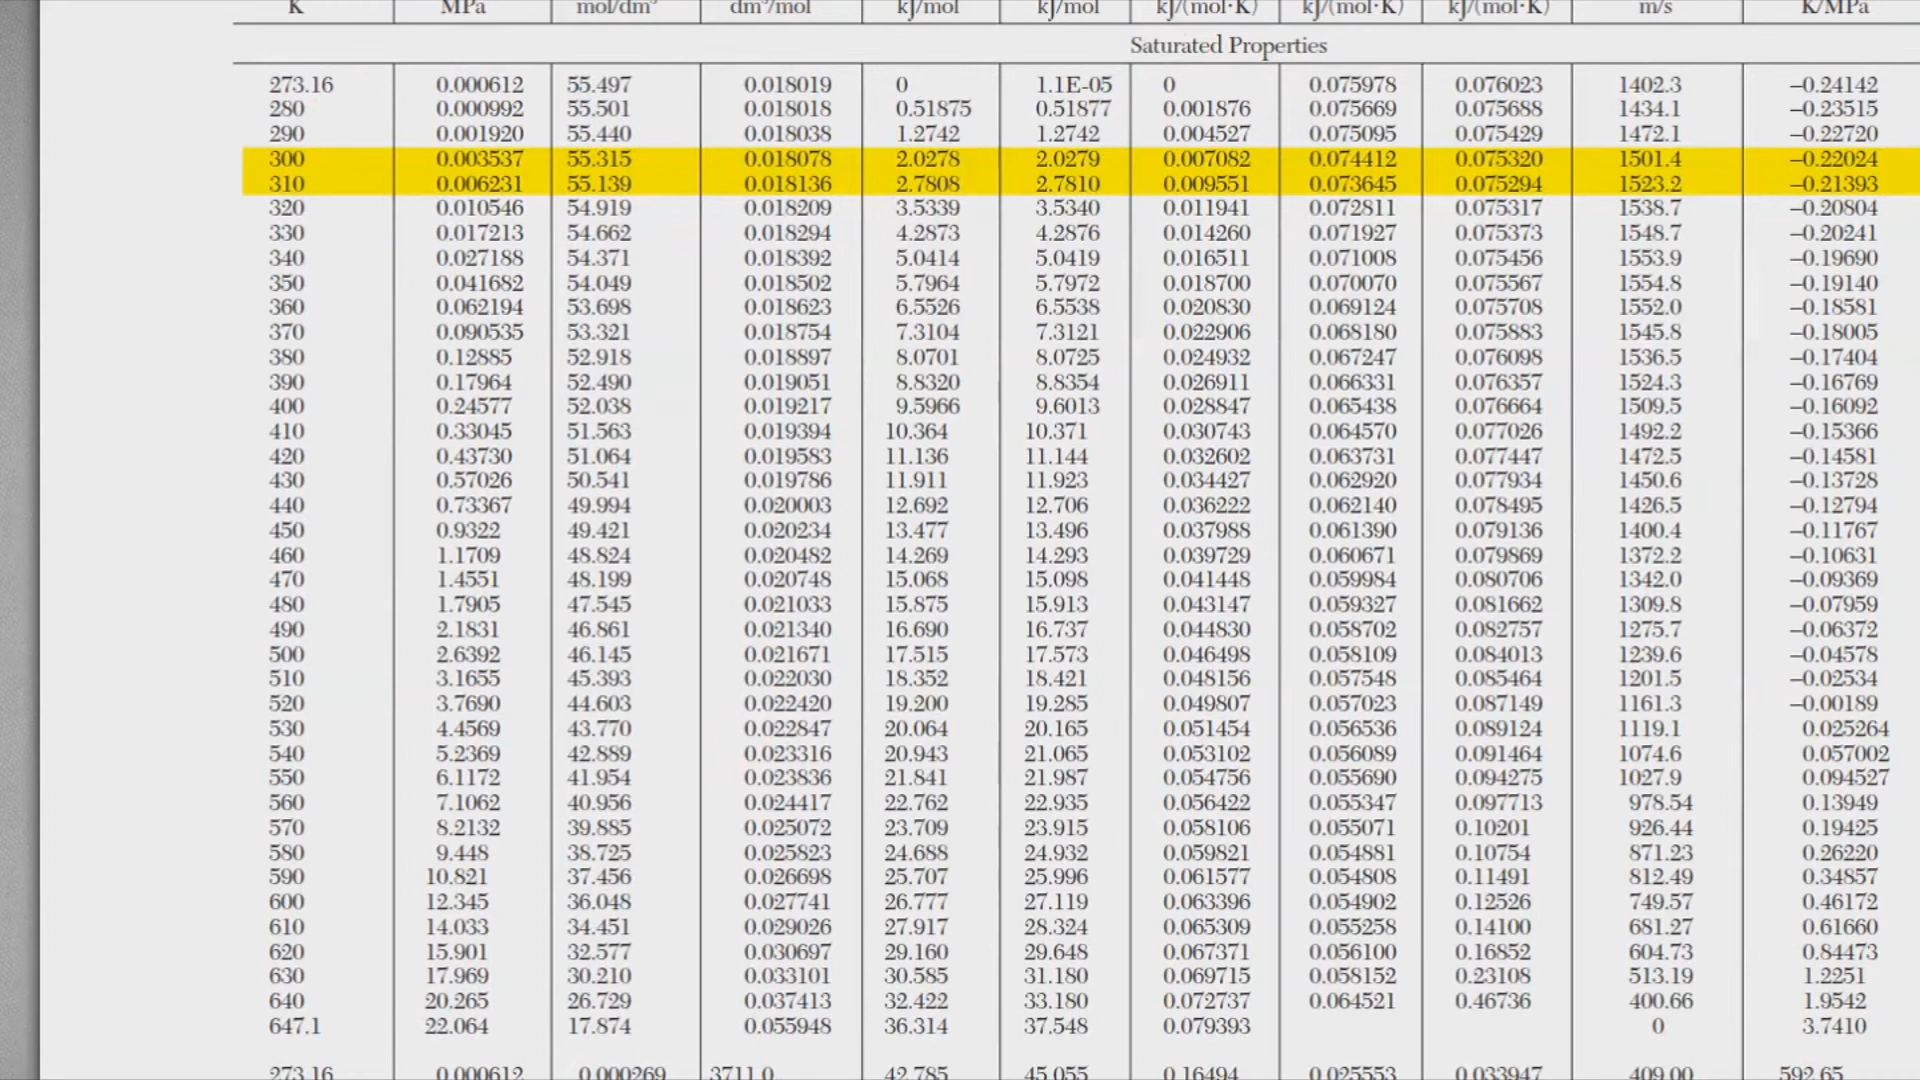 K MPa mol/dm³ dm³/mol kJ/mol kJ/mol kJ/(mol·K) kJ/(mol·K) kJ/(mol·K) m/s K/MPa
Saturated Properties
273.16 0.000612 55.497 0.018019 0 1.1E-05 0 0.075978 0.076023 1402.3 –0.24142
280 0.000992 55.501 0.018018 0.51875 0.51877 0.001876 0.075669 0.075688 1434.1 –0.23515
290 0.001920 55.440 0.018038 1.2742 1.2742 0.004527 0.075095 0.075429 1472.1 –0.22720
300 0.003537 55.315 0.018078 2.0278 2.0279 0.007082 0.074412 0.075320 1501.4 –0.22024
310 0.006231 55.139 0.018136 2.7808 2.7810 0.009551 0.073645 0.075294 1523.2 –0.21393
320 0.010546 54.919 0.018209 3.5339 3.5340 0.011941 0.072811 0.075317 1538.7 –0.20804
330 0.017213 54.662 0.018294 4.2873 4.2876 0.014260 0.071927 0.075373 1548.7 –0.20241
340 0.027188 54.371 0.018392 5.0414 5.0419 0.016511 0.071008 0.075456 1553.9 –0.19690
350 0.041682 54.049 0.018502 5.7964 5.7972 0.018700 0.070070 0.075567 1554.8 –0.19140
360 0.062194 53.698 0.018623 6.5526 6.5538 0.020830 0.069124 0.075708 1552.0 –0.18581
370 0.090535 53.321 0.018754 7.3104 7.3121 0.022906 0.068180 0.075883 1545.8 –0.18005
380 0.12885 52.918 0.018897 8.0701 8.0725 0.024932 0.067247 0.076098 1536.5 –0.17404
390 0.17964 52.490 0.019051 8.8320 8.8354 0.026911 0.066331 0.076357 1524.3 –0.16769
400 0.24577 52.038 0.019217 9.5966 9.6013 0.028847 0.065438 0.076664 1509.5 –0.16092
410 0.33045 51.563 0.019394 10.364 10.371 0.030743 0.064570 0.077026 1492.2 –0.15366
420 0.43730 51.064 0.019583 11.136 11.144 0.032602 0.063731 0.077447 1472.5 –0.14581
430 0.57026 50.541 0.019786 11.911 11.923 0.034427 0.062920 0.077934 1450.6 –0.13728
440 0.73367 49.994 0.020003 12.692 12.706 0.036222 0.062140 0.078495 1426.5 –0.12794
450 0.9322 49.421 0.020234 13.477 13.496 0.037988 0.061390 0.079136 1400.4 –0.11767
460 1.1709 48.824 0.020482 14.269 14.293 0.039729 0.060671 0.079869 1372.2 –0.10631
470 1.4551 48.199 0.020748 15.068 15.098 0.041448 0.059984 0.080706 1342.0 –0.09369
480 1.7905 47.545 0.021033 15.875 15.913 0.043147 0.059327 0.081662 1309.8 –0.07959
490 2.1831 46.861 0.021340 16.690 16.737 0.044830 0.058702 0.082757 1275.7 –0.06372
500 2.6392 46.145 0.021671 17.515 17.573 0.046498 0.058109 0.084013 1239.6 –0.04578
510 3.1655 45.393 0.022030 18.352 18.421 0.048156 0.057548 0.085464 1201.5 –0.02534
520 3.7690 44.603 0.022420 19.200 19.285 0.049807 0.057023 0.087149 1161.3 –0.00189
530 4.4569 43.770 0.022847 20.064 20.165 0.051454 0.056536 0.089124 1119.1 0.025264
540 5.2369 42.889 0.023316 20.943 21.065 0.053102 0.056089 0.091464 1074.6 0.057002
550 6.1172 41.954 0.023836 21.841 21.987 0.054756 0.055690 0.094275 1027.9 0.094527
560 7.1062 40.956 0.024417 22.762 22.935 0.056422 0.055347 0.097713 978.54 0.13949
570 8.2132 39.885 0.025072 23.709 23.915 0.058106 0.055071 0.10201 926.44 0.19425
580 9.448 38.725 0.025823 24.688 24.932 0.059821 0.054881 0.10754 871.23 0.26220
590 10.821 37.456 0.026698 25.707 25.996 0.061577 0.054808 0.11491 812.49 0.34857
600 12.345 36.048 0.027741 26.777 27.119 0.063396 0.054902 0.12526 749.57 0.46172
610 14.033 34.451 0.029026 27.917 28.324 0.065309 0.055258 0.14100 681.27 0.61660
620 15.901 32.577 0.030697 29.160 29.648 0.067371 0.056100 0.16852 604.73 0.84473
630 17.969 30.210 0.033101 30.585 31.180 0.069715 0.058152 0.23108 513.19 1.2251
640 20.265 26.729 0.037413 32.422 33.180 0.072737 0.064521 0.46736 400.66 1.9542
647.1 22.064 17.874 0.055948 36.314 37.548 0.079393 0 3.7410
273.16 0.000612 0.000269 3711.0 42.785 45.055 0.16494 0.025553 0.033947 409.00 592.65